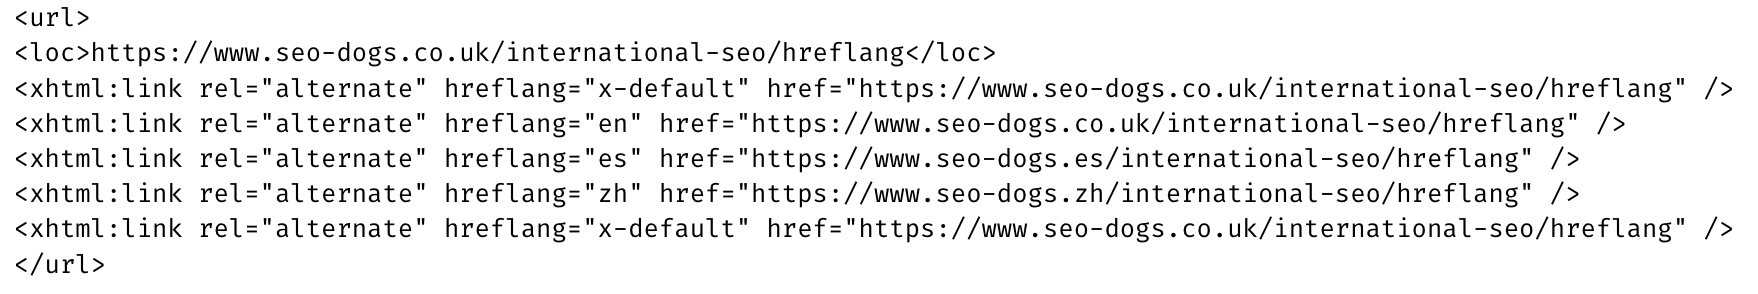 <url>
<loc>https://www.seo-dogs.co.uk/international-seo/hreflang</loc>
<xhtml:link rel="alternate" hreflang="x-default" href="https://www.seo-dogs.co.uk/international-seo/hreflang" />
<xhtml:link rel="alternate" hreflang="en" href="https://www.seo-dogs.co.uk/international-seo/hreflang" />
<xhtml:link rel="alternate" hreflang="es" href="https://www.seo-dogs.es/international-seo/hreflang" />
<xhtml:link rel="alternate" hreflang="zh" href="https://www.seo-dogs.zh/international-seo/hreflang" />
<xhtml:link rel="alternate" hreflang="x-default" href="https://www.seo-dogs.co.uk/international-seo/hreflang" />
</url>